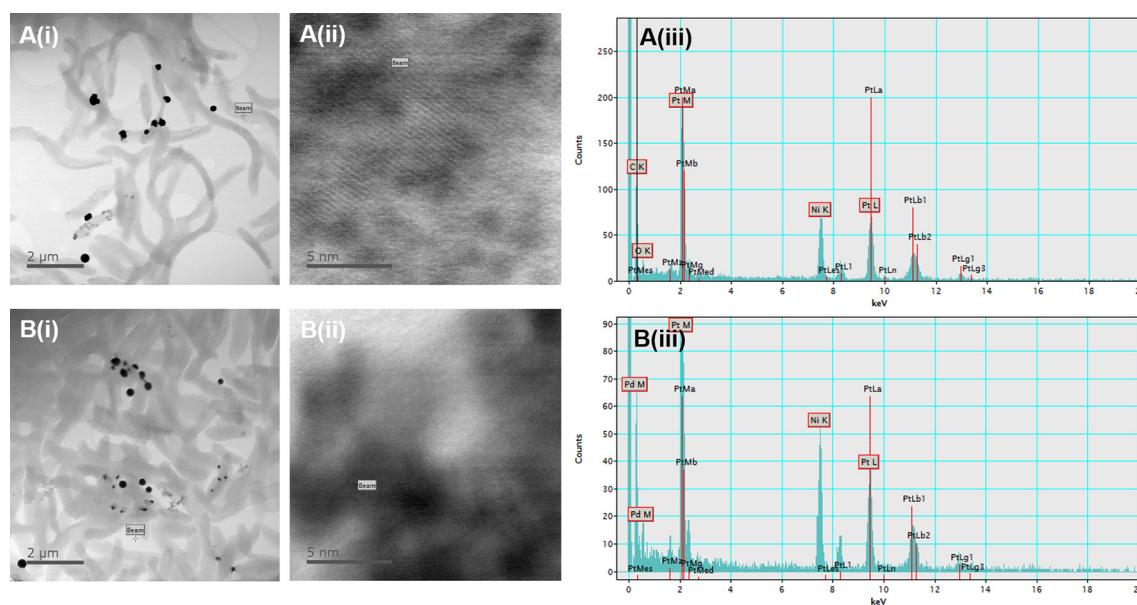 A(i)
Beam
2 µm
A(ii)
Beam
5 nm
A(iii)
250
200
150
100
50
0
Counts
C K
O K
PtMes
PtMz
PtMa
Pt M
PtMb
PtMg
PtMed
Ni K
PtLes
PtL1
PtLa
Pt L
PtLn
PtLb1
PtLb2
PtLg1
PtLg3
0 2 4 6 8 10 12 14 16 18 2
keV
B(i)
Beam
2 µm
B(ii)
Beam
5 nm
B(iii)
90
80
70
60
50
40
30
20
10
0
Counts
Pd M
Pd M
PtMes
PtMz
Pt M
PtMa
PtMb
PtMg
PtMed
Ni K
PtLes
PtL1
PtLa
Pt L
PtLn
PtLb1
PtLb2
PtLg1
PtLg3
0 2 4 6 8 10 12 14 16 18 2
keV